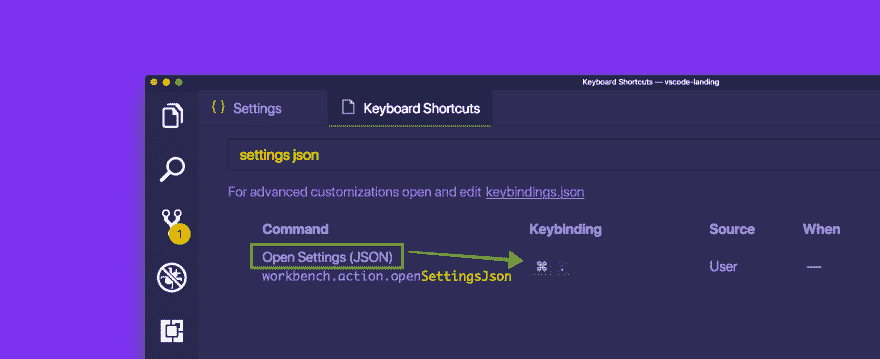 Keyboard Shortcuts — vscode-landing
{ } Settings
Keyboard Shortcuts
settings json
For advanced customizations open and edit keybindings.json
Command Keybinding Source When
Open Settings (JSON) ⌘ User —
workbench.action.openSettingsJson
1